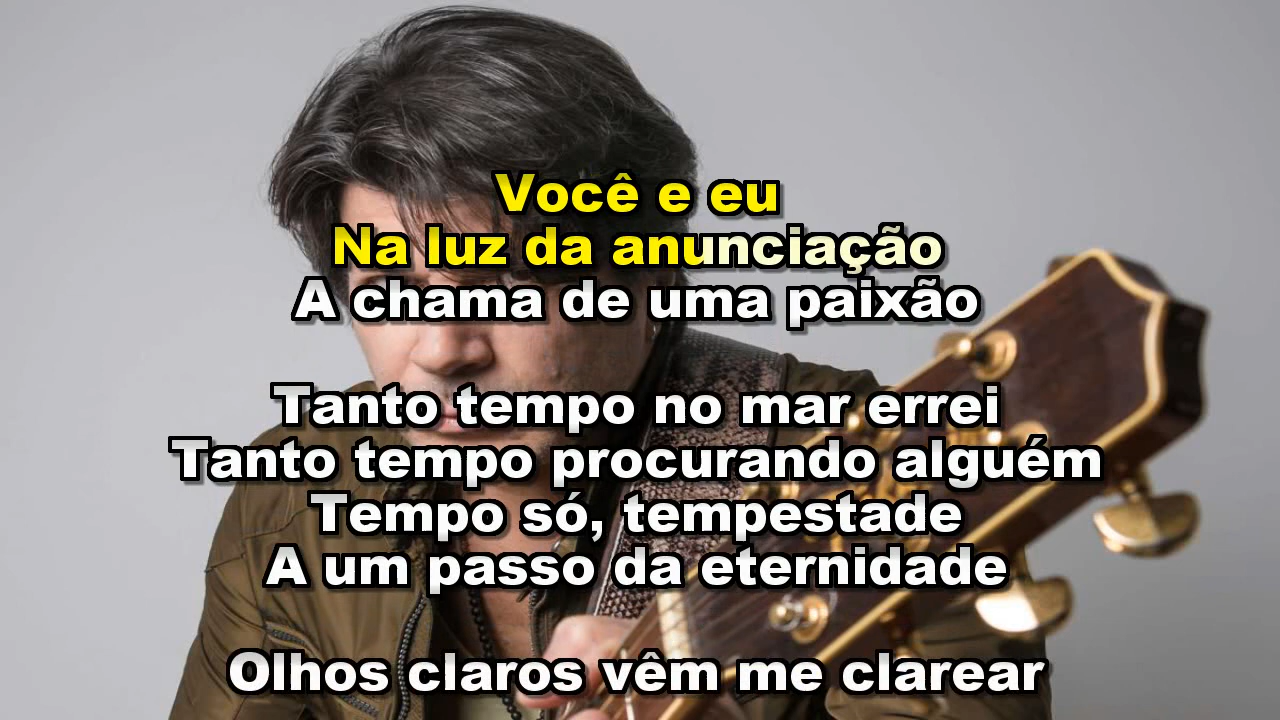 Você e eu
Na luz da anunciação
A chama de uma paixão
Tanto tempo no mar errei
Tanto tempo procurando alguém
Tempo só, tempestade
A um passo da eternidade
Olhos claros vêm me clarear